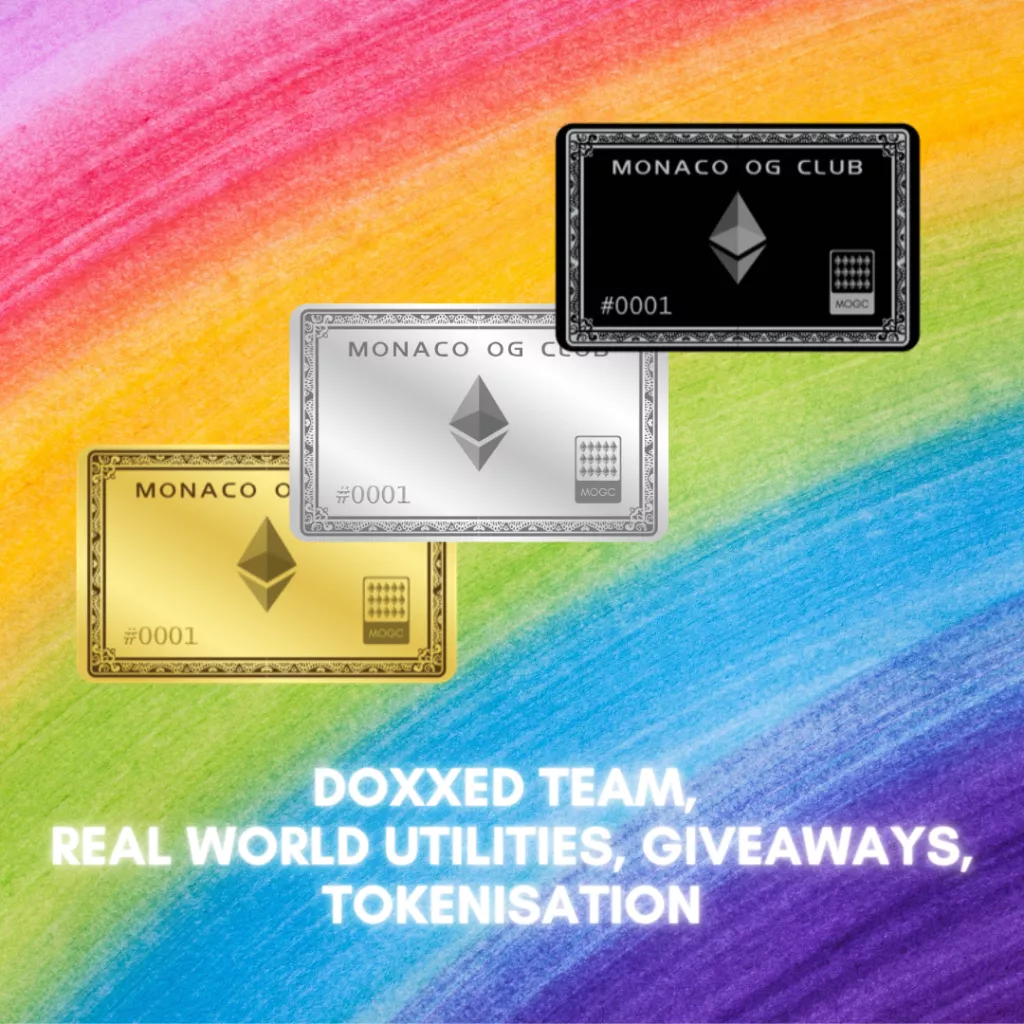 MONACO OG CLUB
#0001
MOGC
MONACO OG CLUB
#0001
MOGC
MONACO O
#0001
MOGC
DOXXED TEAM,
REAL WORLD UTILITIES, GIVEAWAYS,
TOKENISATION